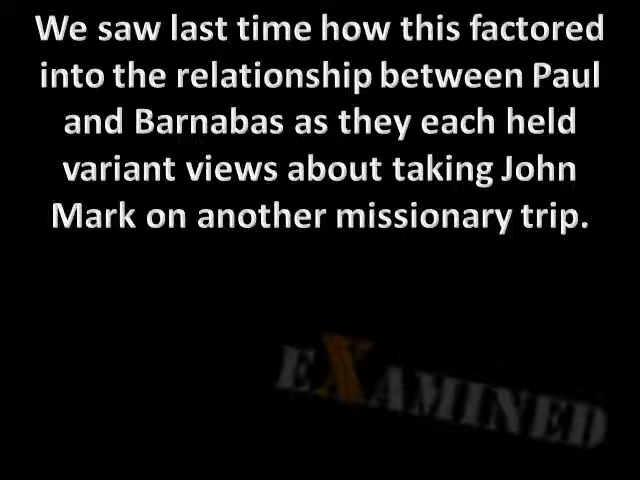 We saw last time how this factored
into the relationship between Paul
and Barnabas as they each held
variant views about taking John
Mark on another missionary trip.
EXAMINED